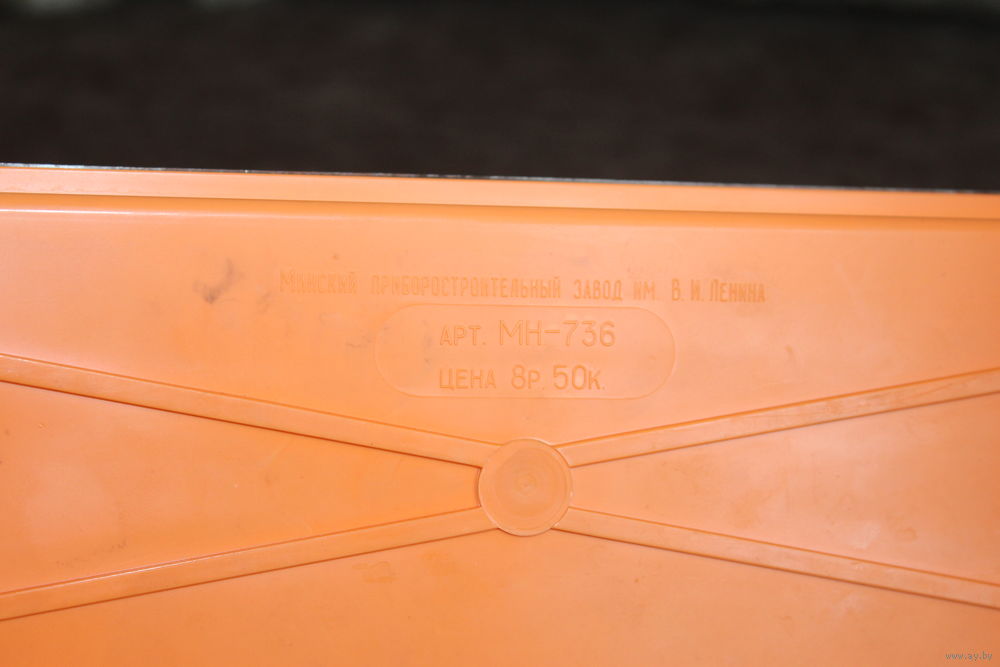 Минский приборостроительный завод им. В. И. Ленина
АРТ. МН-736
ЦЕНА 8Р. 50К.
www.ay.by